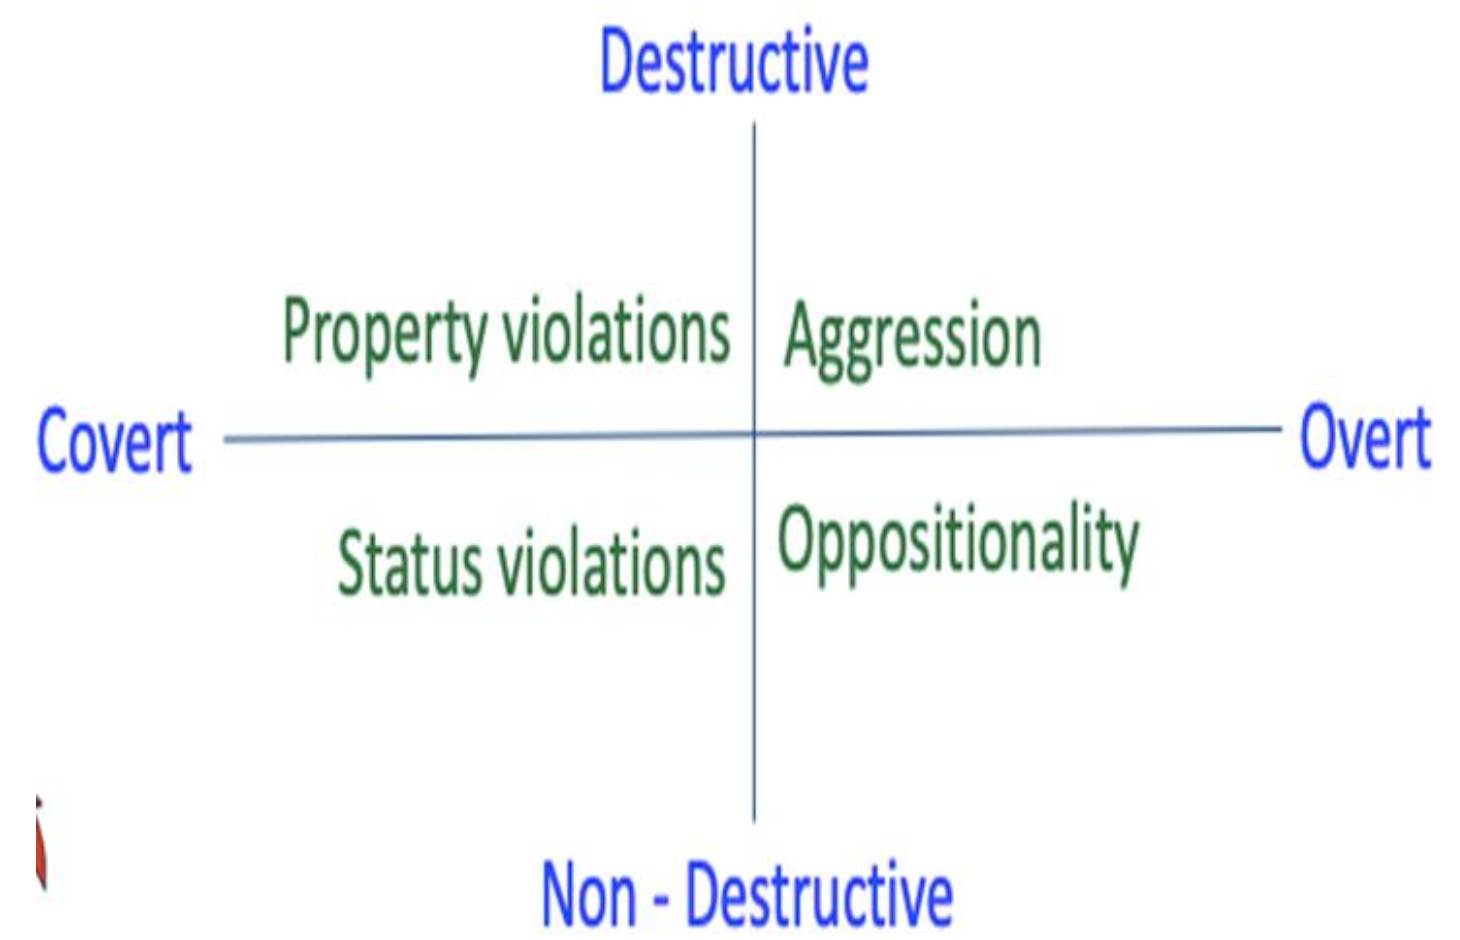 Destructive
Property violations
Aggression
Covert
Overt
Status violations
Oppositionality
Non - Destructive